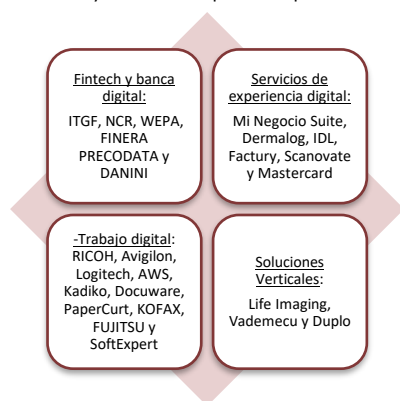 Fintech y banca
digital:
ITGF, NCR, WEPA,
FINERA
PRECODATA y
DANINI
Servicios de
experiencia digital:
Mi Negocio Suite,
Dermalog, IDL,
Factury, Scanovate
y Mastercard
-Trabajo digital:
RICOH, Avigilon,
Logitech, AWS,
Kadiko, Docuware,
PaperCurt, KOFAX,
FUJITSU y
SoftExpert
Soluciones
Verticales:
Life Imaging,
Vademecu y Duplo